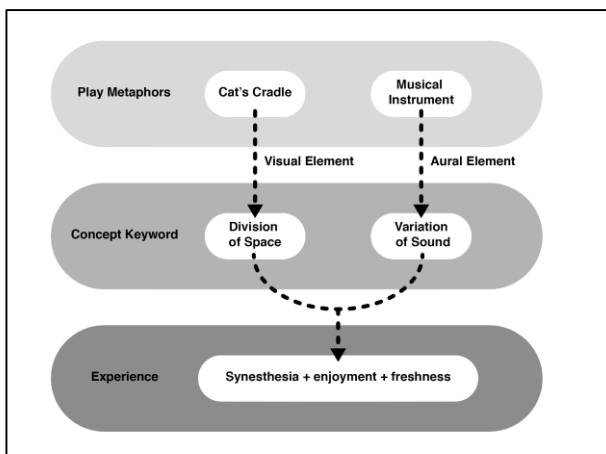 Play Metaphors
Cat's Cradle
Musical
Instrument
Visual Element
Aural Element
Concept Keyword
Division
of Space
Variation
of Sound
Experience
Synesthesia + enjoyment + freshness